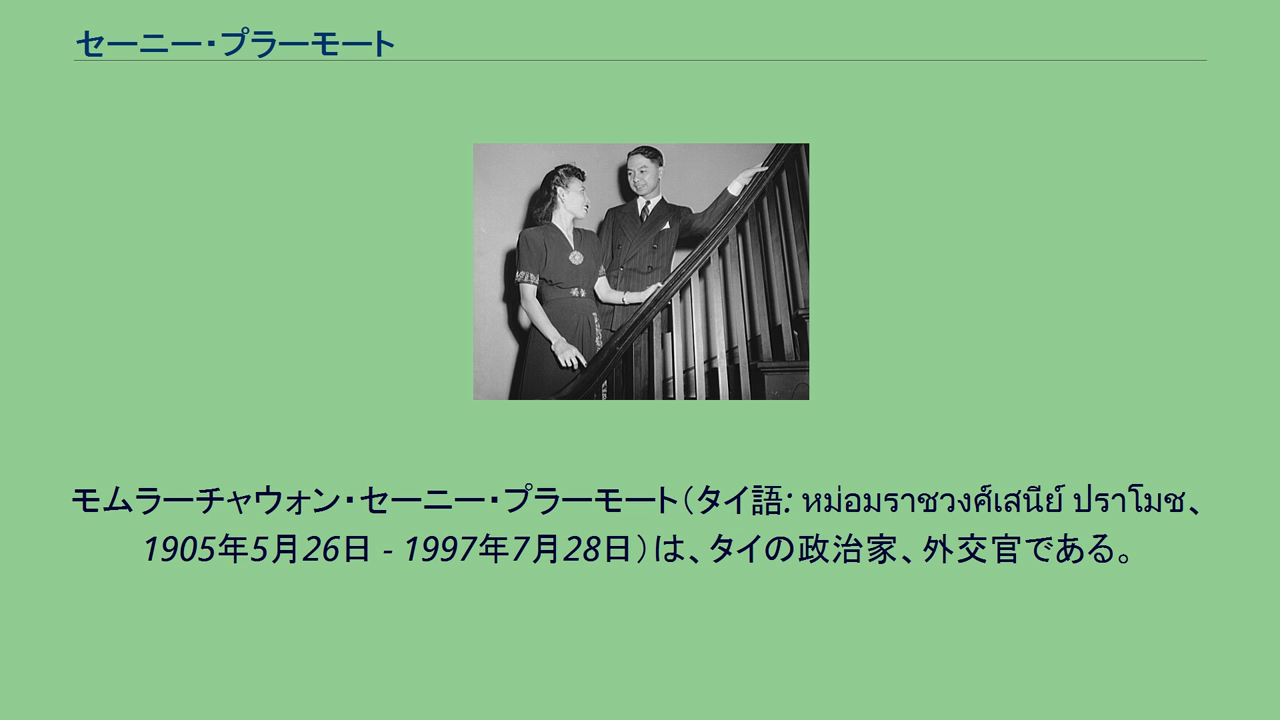 セーニー・プラーモート
モムラーチャウォン・セーニー・プラーモート（タイ語: หม่อมราชวงศ์เสนีย์ ปราโมช、
1905年5月26日 - 1997年7月28日）は、タイの政治家、外交官である。